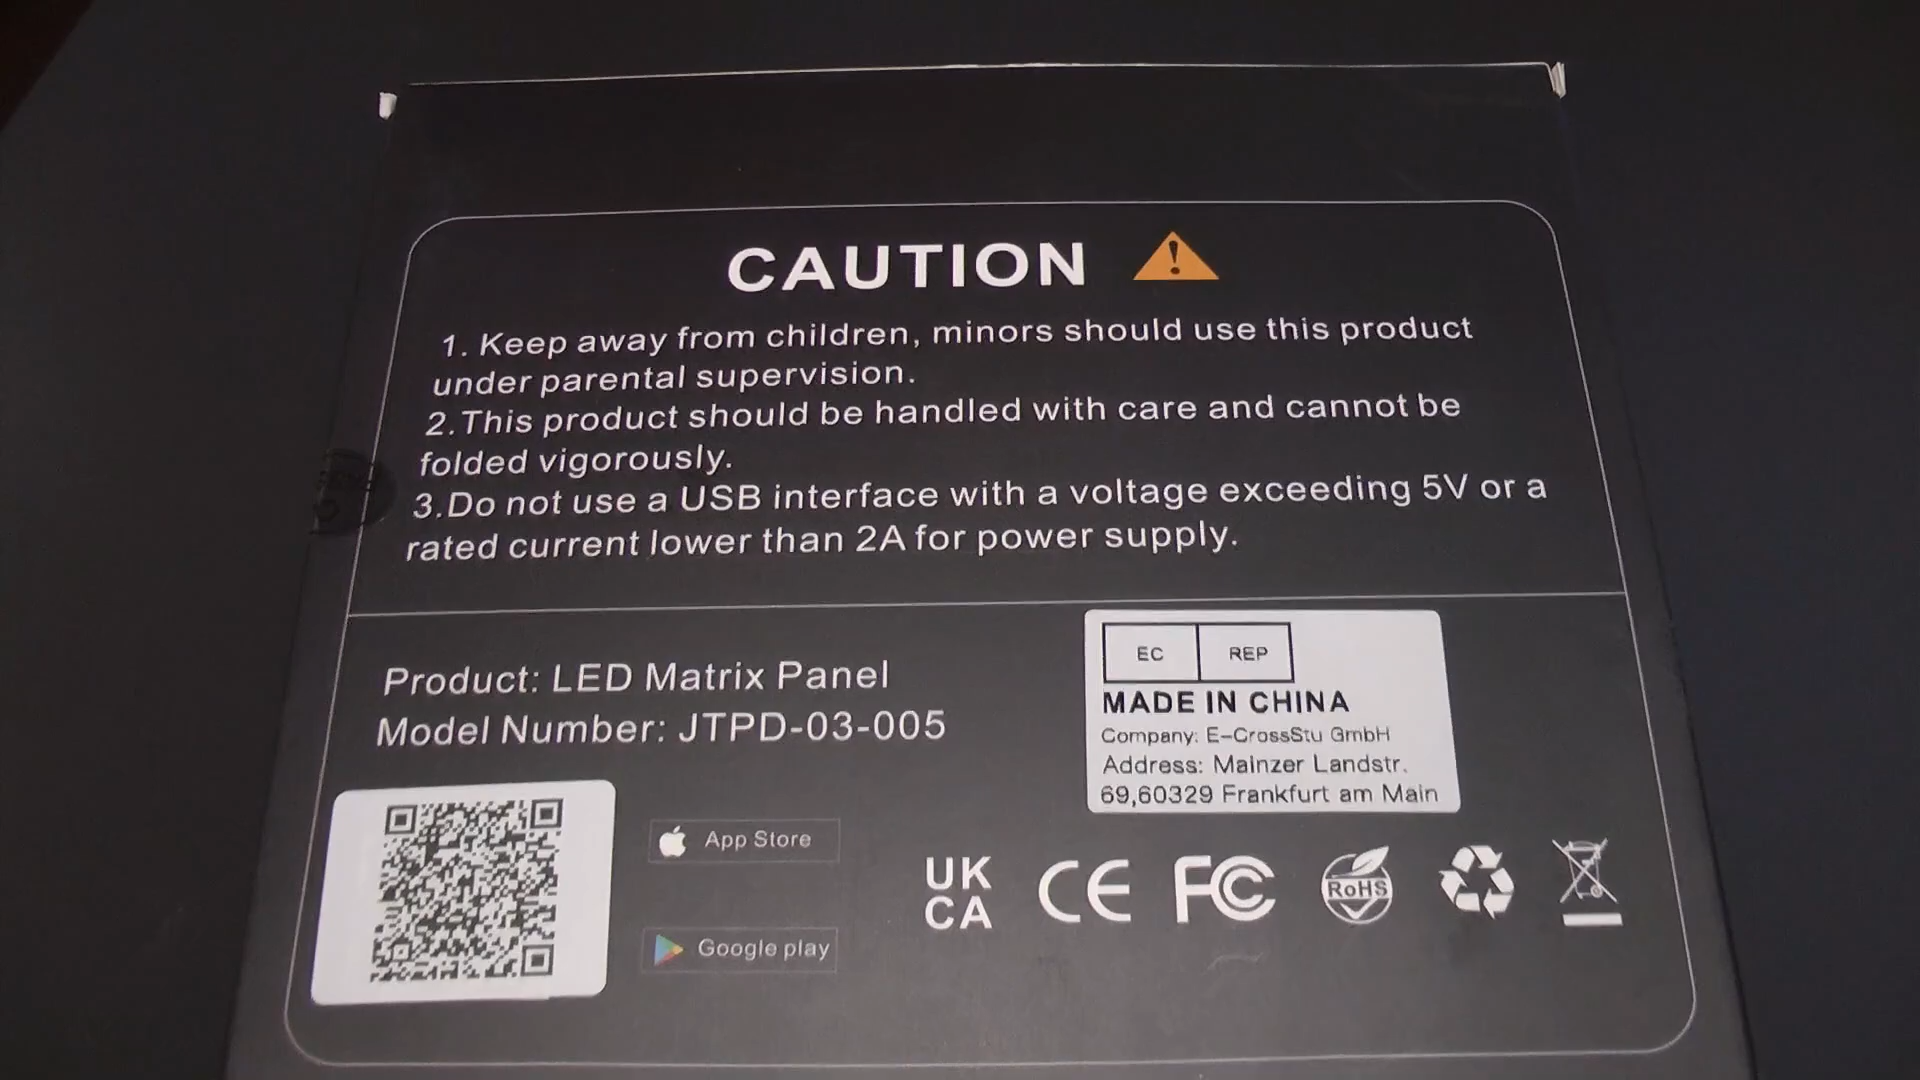 CAUTION
1. Keep away from children, minors should use this product
under parental supervision.
2.This product should be handled with care and cannot be
folded vigorously.
3.Do not use a USB interface with a voltage exceeding 5V or a
rated current lower than 2A for power supply.
Product: LED Matrix Panel
Model Number: JTPD-03-005
EC REP
MADE IN CHINA
Company: E-CrossStu GmbH
Address: Mainzer Landstr.
69,60329 Frankfurt am Main
App Store
Google play
UK
CA
CE
FC
RoHS